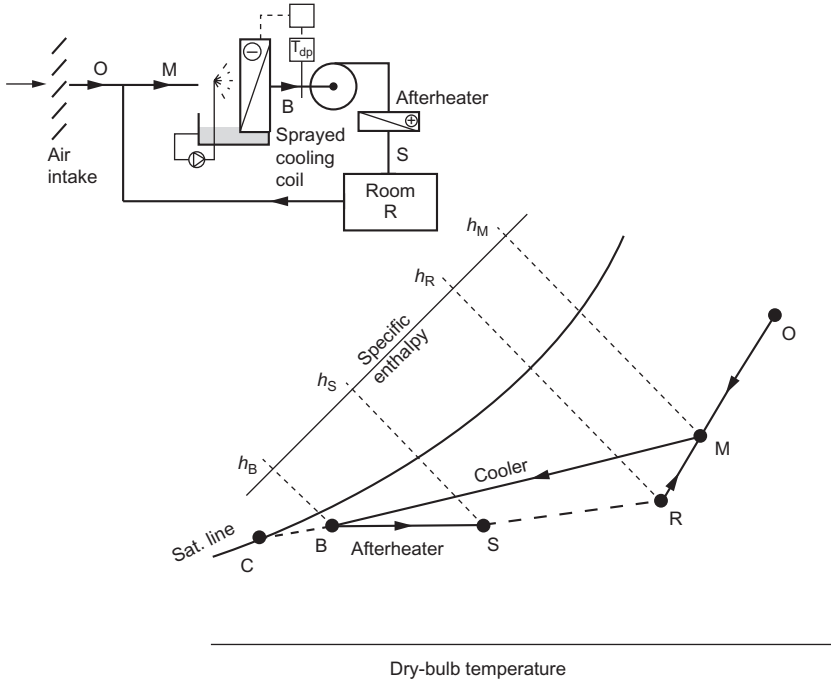 O
M
T_dp
B
Afterheater
Air
intake
Sprayed
cooling
coil
S
Room
R
h_M
h_R
Specific
enthalpy
h_S
h_B
O
M
Cooler
R
Sat. line
C
B
Afterheater
S
Dry-bulb temperature